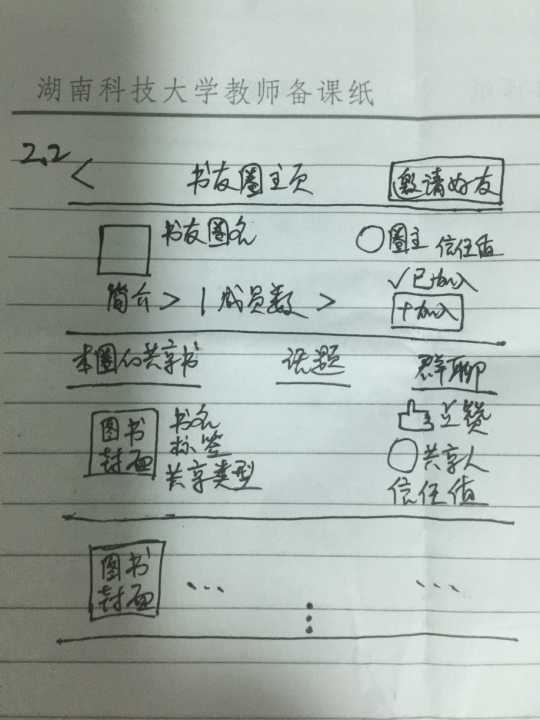 湖南科技大学教师备课纸
2.2 < 书友圈主页 邀请好友
书友圈名 圈主 信任值
✓已加入
简介 > | 成员数 > +加入
本圈的共享书 话题 群聊
图书封面 书名 点赞
标签
共享类型 共享人
信任值
图书封面 ... ...
⋮